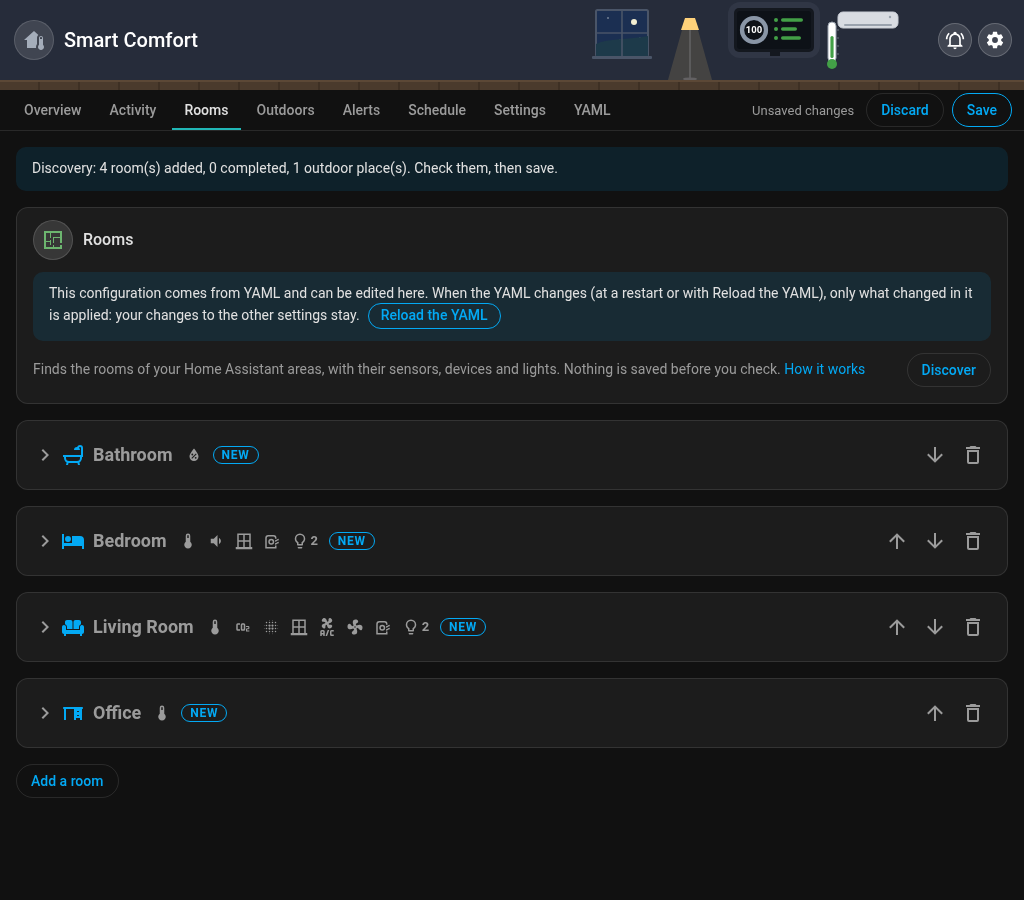 Smart Comfort
100
Overview
Activity
Rooms
Outdoors
Alerts
Schedule
Settings
YAML
Unsaved changes
Discard
Save
Discovery: 4 room(s) added, 0 completed, 1 outdoor place(s). Check them, then save.
Rooms
This configuration comes from YAML and can be edited here. When the YAML changes (at a restart or with Reload the YAML), only what changed in it
is applied: your changes to the other settings stay. Reload the YAML
Finds the rooms of your Home Assistant areas, with their sensors, devices and lights. Nothing is saved before you check. How it works
Discover
Bathroom
NEW
Bedroom
2
NEW
Living Room
CO2
A/C
2
NEW
Office
NEW
Add a room